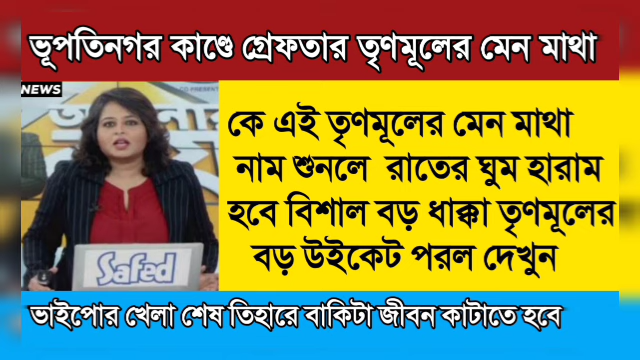 ভূপতিনগর কাণ্ডে গ্রেফতার তৃণমূলের মেন মাথা
NEWS
কে এই তৃণমূলের মেন মাথা
নাম শুনলে রাতের ঘুম হারাম
হবে বিশাল বড় ধাক্কা তৃণমূলের
বড় উইকেট পরল দেখুন
Safed
ভাইপোর খেলা শেষ তিহারে বাকিটা জীবন কাটাতে হবে